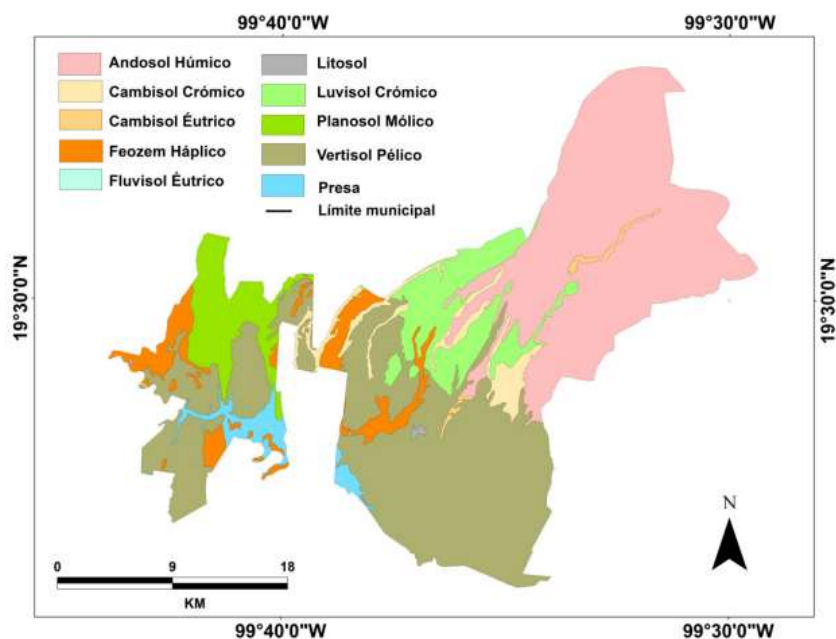 99°40'0"W 99°30'0"W
Andosol Húmico
Cambisol Crómico
Cambisol Éutrico
Feozem Háplico
Fluvisol Éutrico
Litosol
Luvisol Crómico
Planosol Mólico
Vertisol Pélico
Presa
Límite municipal
19°30'0"N
19°30'0"N
N
0 9 18
KM
99°40'0"W 99°30'0"W